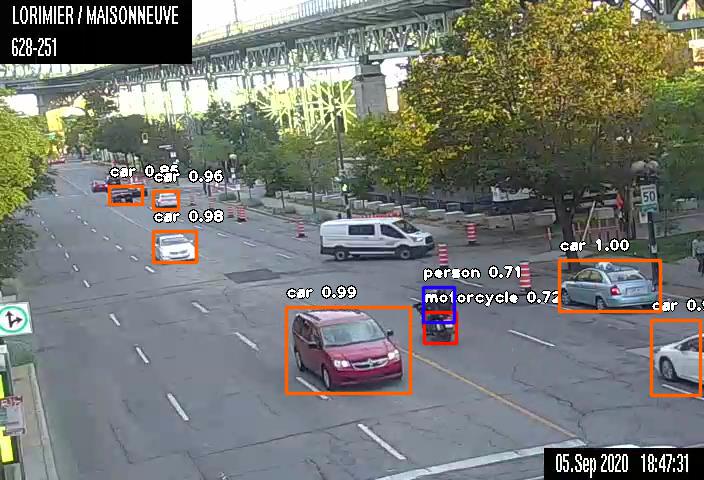 LORIMIER / MAISONNEUVE
628-251
car 0.96
car 0.98
50
car 1.00
person 0.71
car 0.99
motorcycle 0.72
05.Sep 2020 18:47:31